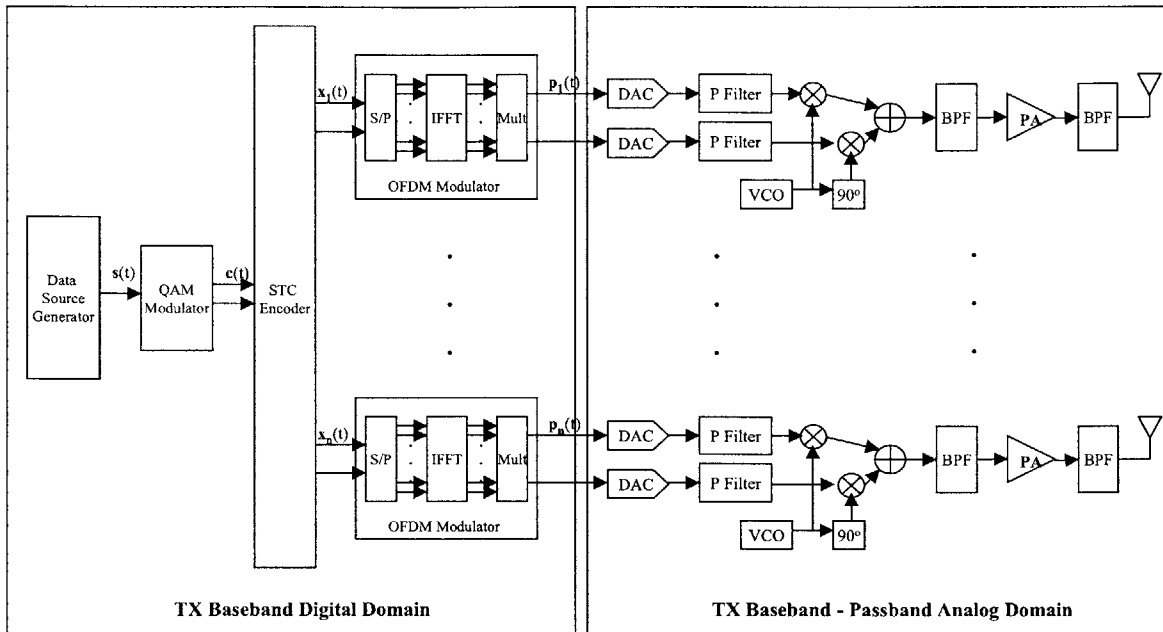 x₁(t)
S/P
IFFT
Mult
OFDM Modulator
p₁(t)
DAC
P Filter
DAC
P Filter
VCO
90°
BPF
PA
BPF
Data
Source
Generator
s(t)
QAM
Modulator
c(t)
STC
Encoder
xₙ(t)
S/P
IFFT
Mult
OFDM Modulator
pₙ(t)
DAC
P Filter
DAC
P Filter
VCO
90°
BPF
PA
BPF
TX Baseband Digital Domain
TX Baseband - Passband Analog Domain